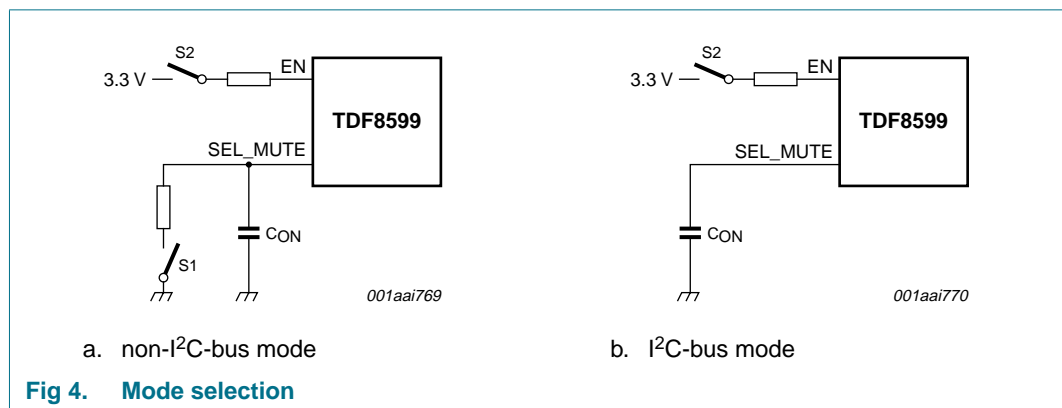 S2
3.3 V
EN
TDF8599
SEL_MUTE
CON
S1
001aai769
a. non-I²C-bus mode
S2
3.3 V
EN
TDF8599
SEL_MUTE
CON
001aai770
b. I²C-bus mode
Fig 4. Mode selection